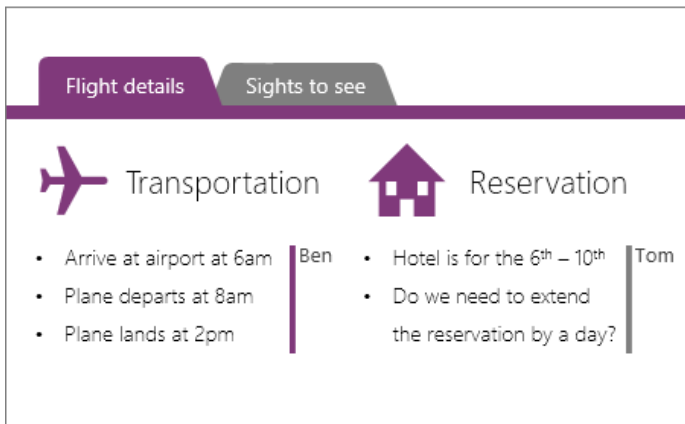 Flight details
Sights to see
Transportation
• Arrive at airport at 6am
• Plane departs at 8am
• Plane lands at 2pm
Ben
Reservation
• Hotel is for the 6th – 10th
• Do we need to extend
the reservation by a day?
Tom